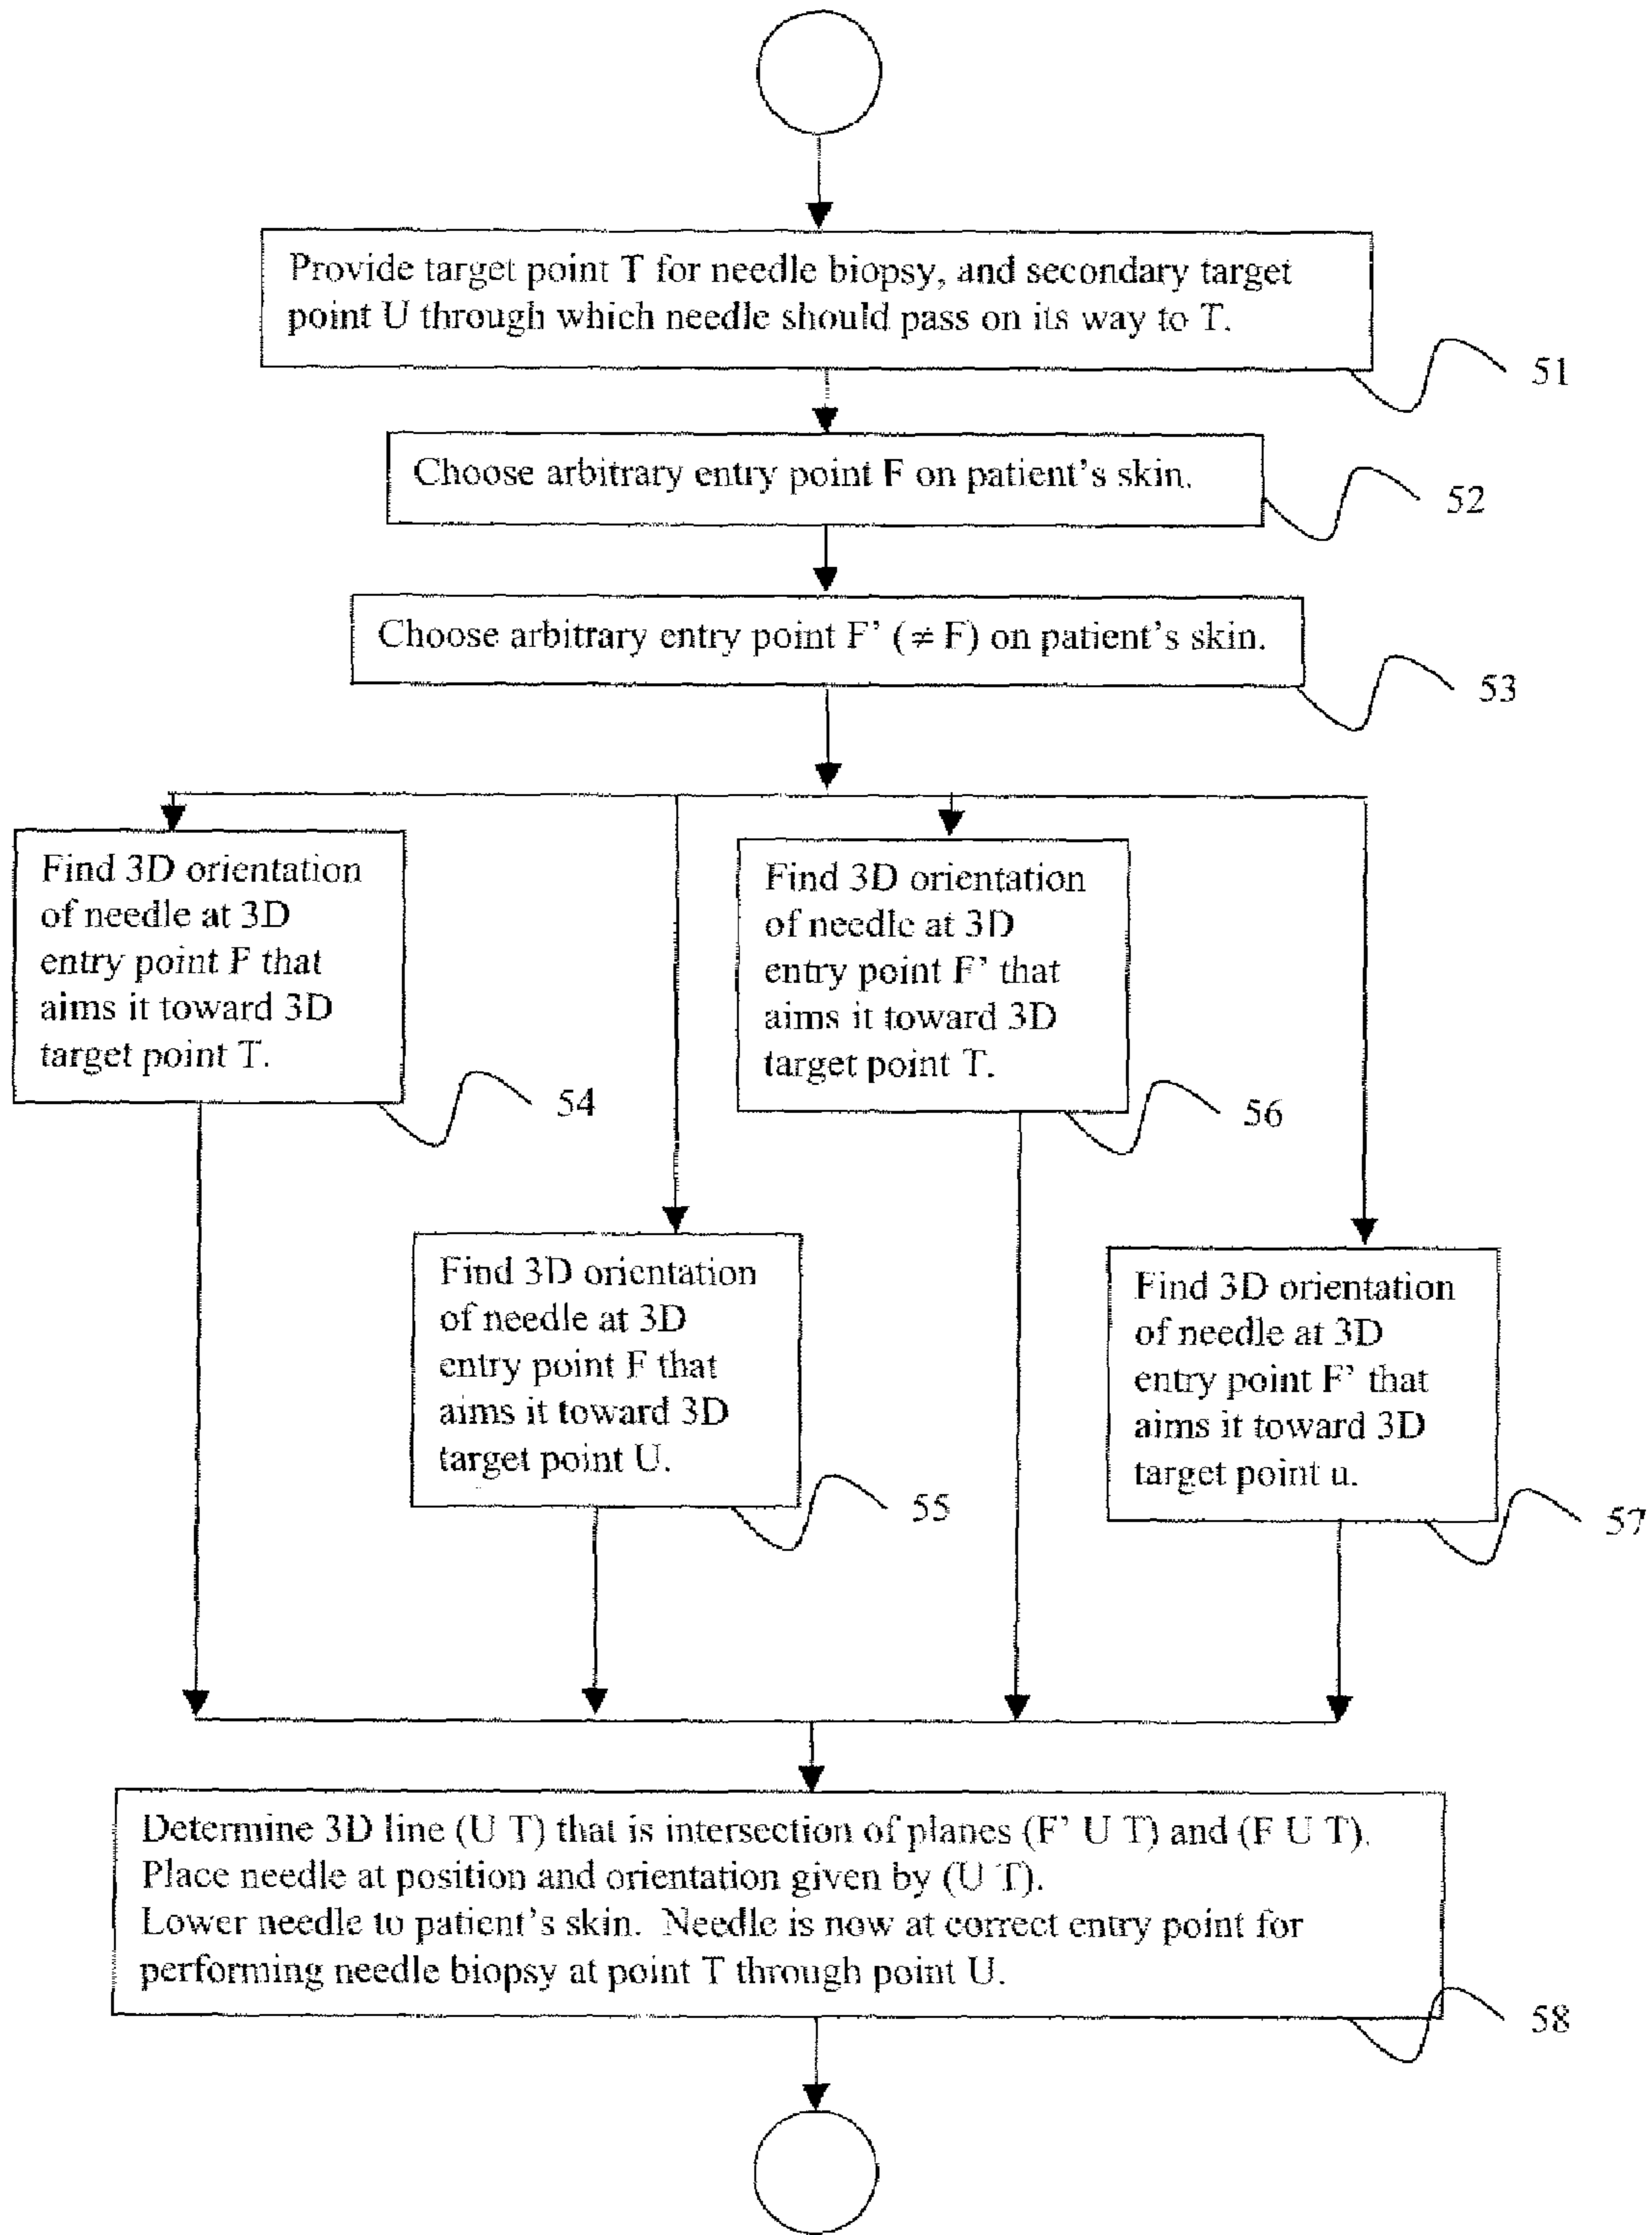 Provide target point T for needle biopsy, and secondary target
point U through which needle should pass on its way to T.
51
Choose arbitrary entry point F on patient's skin.
52
Choose arbitrary entry point F' (≠ F) on patient's skin.
53
Find 3D orientation
of needle at 3D
entry point F that
aims it toward 3D
target point T.
54
Find 3D orientation
of needle at 3D
entry point F' that
aims it toward 3D
target point T.
56
Find 3D orientation
of needle at 3D
entry point F that
aims it toward 3D
target point U.
55
Find 3D orientation
of needle at 3D
entry point F' that
aims it toward 3D
target point u.
57
Determine 3D line (U T) that is intersection of planes (F' U T) and (F U T).
Place needle at position and orientation given by (U T).
Lower needle to patient's skin. Needle is now at correct entry point for
performing needle biopsy at point T through point U.
58